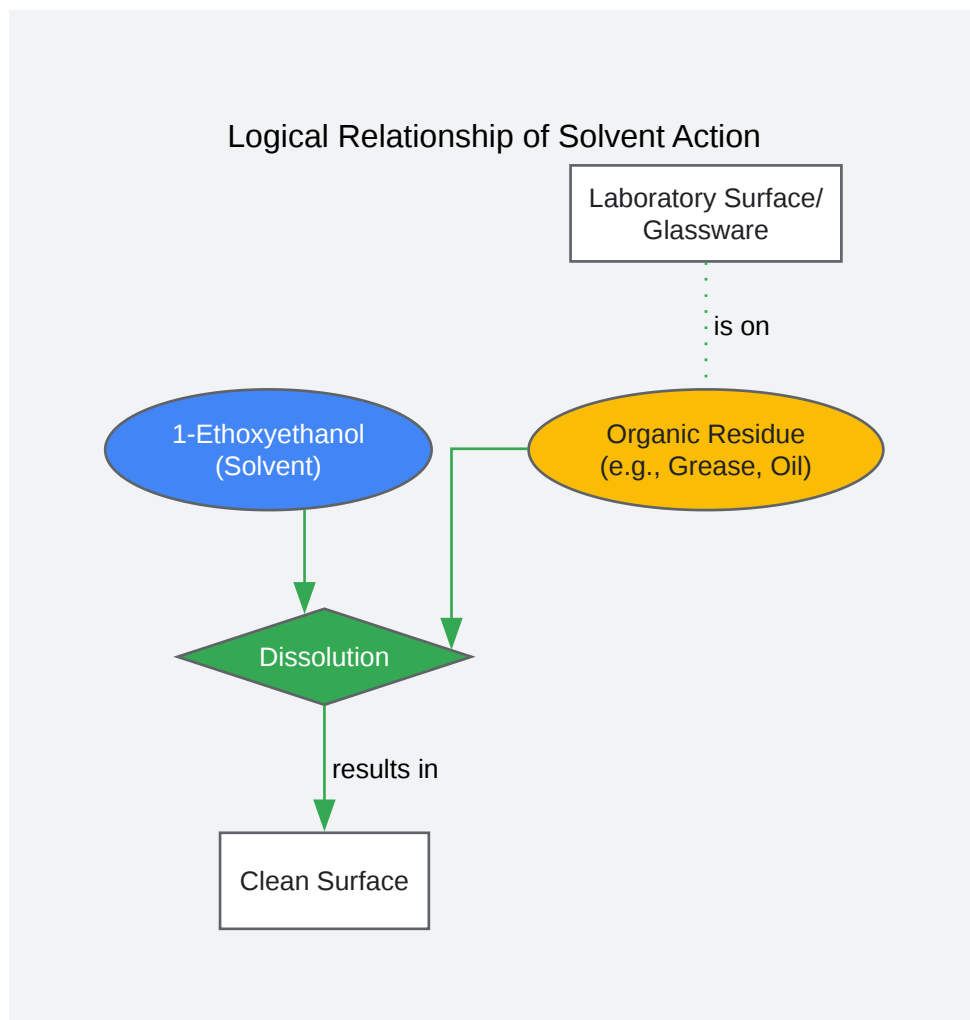 Logical Relationship of Solvent Action
Laboratory Surface/
Glassware
is on
1-Ethoxyethanol
(Solvent)
Organic Residue
(e.g., Grease, Oil)
Dissolution
results in
Clean Surface